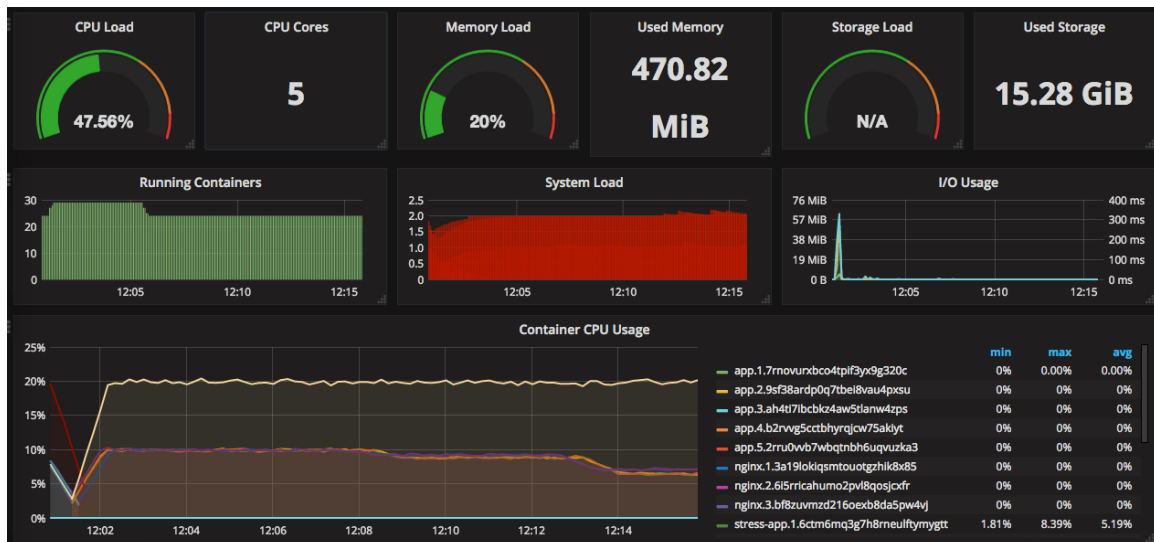 CPU Load
47.56%
CPU Cores
5
Memory Load
20%
Used Memory
470.82
MiB
Storage Load
N/A
Used Storage
15.28 GiB
Running Containers
30
20
10
0
12:05 12:10 12:15
System Load
2.5
2.0
1.5
1.0
0.5
0
12:05 12:10 12:15
I/O Usage
76 MiB 400 ms
57 MiB 300 ms
38 MiB 200 ms
19 MiB 100 ms
0 B 0 ms
12:05 12:10 12:15
Container CPU Usage
25%
20%
15%
10%
5%
0%
12:02 12:04 12:06 12:08 12:10 12:12 12:14
min max avg
app.1.7rnovurxbco4tpif3yx9g320c 0% 0.00% 0.00%
app.2.9sf38ardp0q7tbei8vau4pxsu 0% 0% 0%
app.3.ah4tl7ibcbkz4aw5tlanw4zps 0% 0% 0%
app.4.b2rvvg5cctbhyrqjcw75akiyt 0% 0% 0%
app.5.2rru0vvb7wbqtnbh6uqvuzka3 0% 0% 0%
nginx.1.3a19lokiqsmtouotgzhik8x85 0% 0% 0%
nginx.2.6i5rricahumo2pvl8qosjcxfr 0% 0% 0%
nginx.3.bf8zuvmzd216oexb8da5pw4vj 0% 0% 0%
stress-app.1.6ctm6mq3g7h8rneulftymygtt 1.81% 8.39% 5.19%